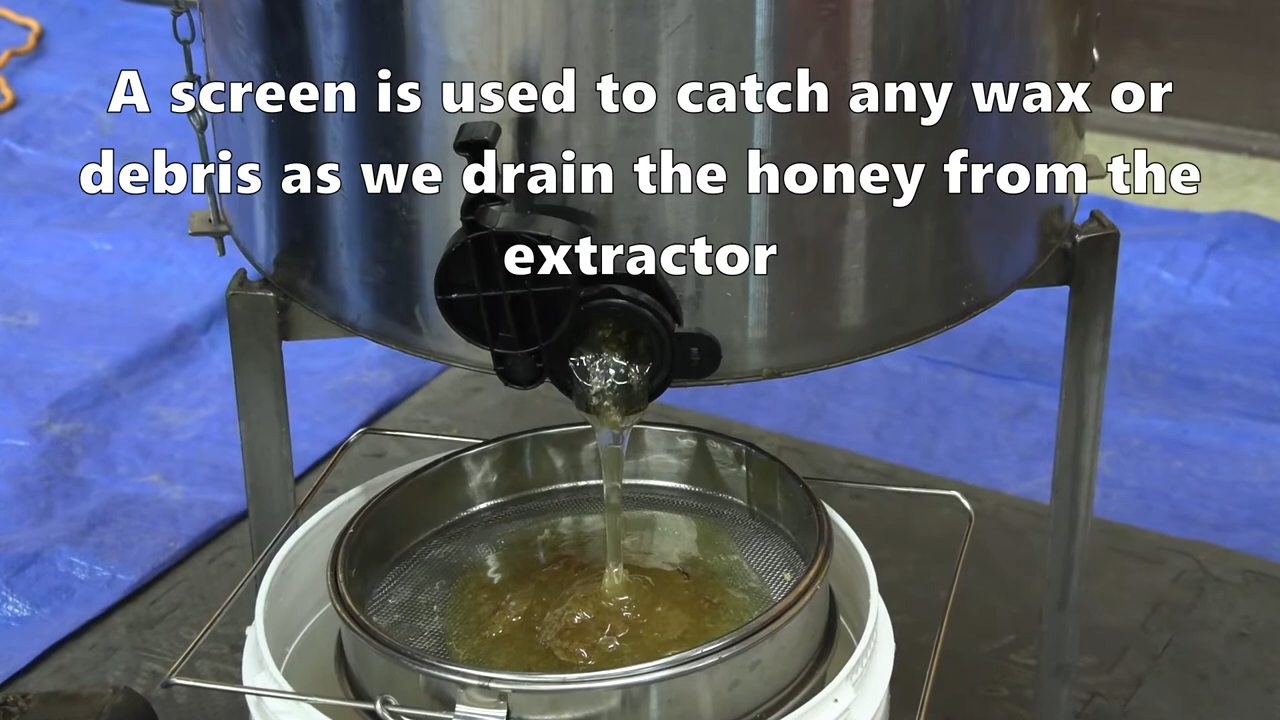 A screen is used to catch any wax or
debris as we drain the honey from the
extractor